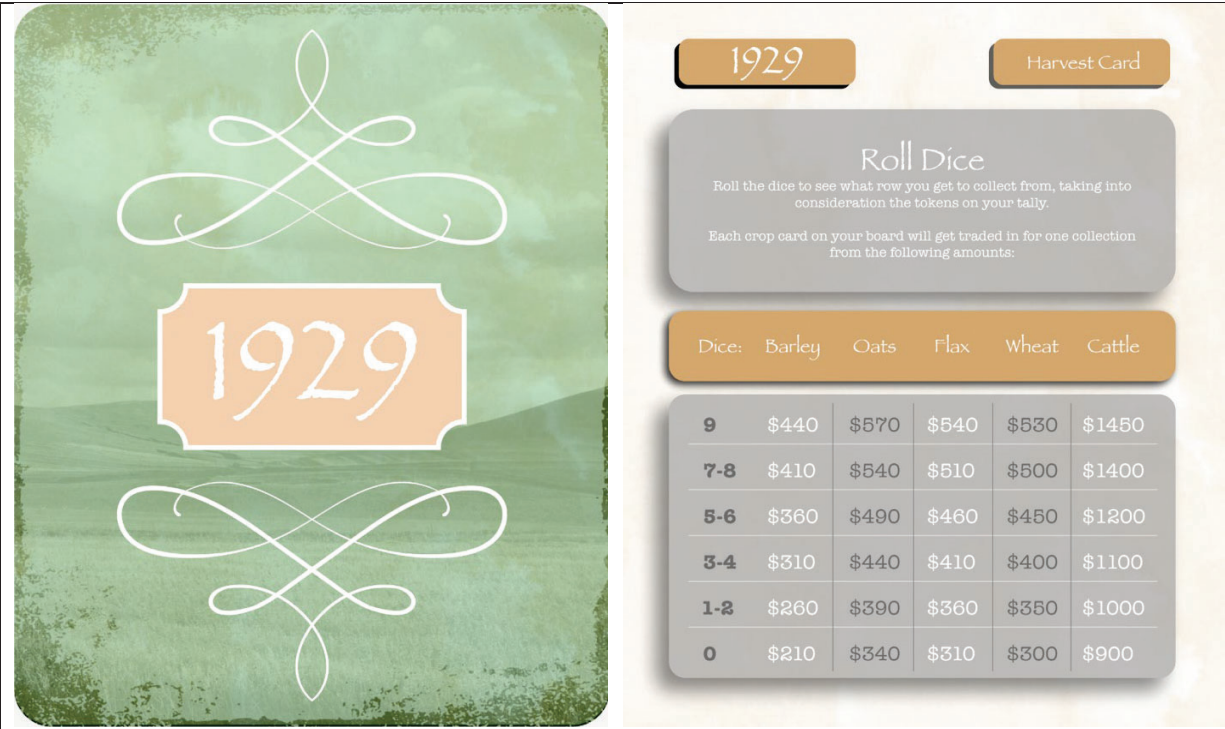 1929
1929
Harvest Card
Roll Dice
Roll the dice to see what row you get to collect from, taking into
consideration the tokens on your tally.
Each crop card on your board will get traded in for one collection
from the following amounts:
Dice: Barley Oats Flax Wheat Cattle
9 $440 $570 $540 $530 $1450
7-8 $410 $540 $510 $500 $1400
5-6 $360 $490 $460 $450 $1200
3-4 $310 $440 $410 $400 $1100
1-2 $260 $390 $360 $350 $1000
0 $210 $340 $310 $300 $900